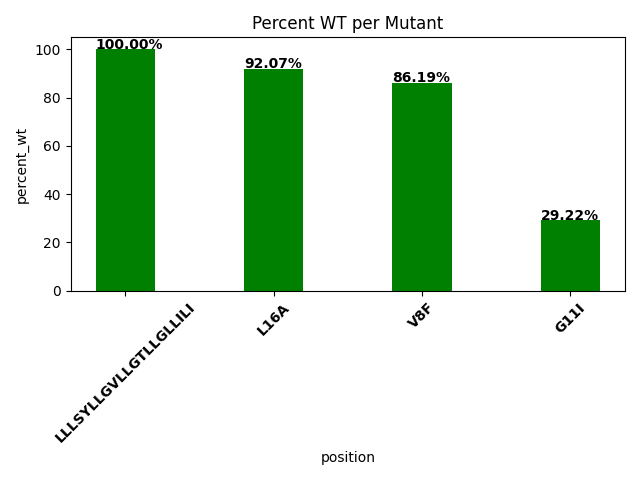 Percent WT per Mutant
percent_wt
100
80
60
40
20
0
100.00%
92.07%
86.19%
29.22%
LLLSYLLGVLLGTLLGLLILI
L16A
V8F
G11I
position